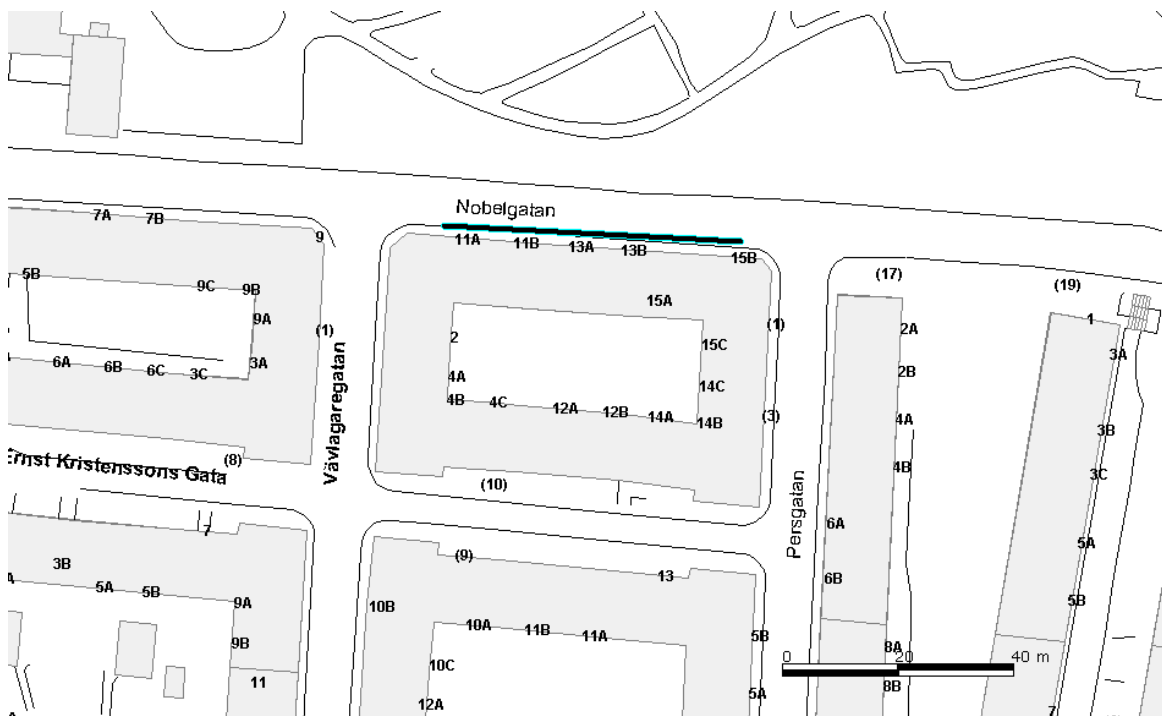 Nobelgatan
7A 7B 9 11A 11B 13A 13B 15B
5B 9C 9B 15A (17) (19)
9A (1) 2 15C (1) 2A 1
6A 6B 6C 3C 3A 4A 14C 2B 3A
4B 4C 12A 12B 14A 14B (3) 4A 3B
Vävlagaregatan
Ernst Kristenssons Gata (8) (10) 4B 3C
Persgatan
7 (9) 13 6A 5A
3B 5A 5B 9A 10B 6B 5B
9B 10A 11B 11A 5B 8A
0 20 40 m
11 10C 12A 5A 8B 7